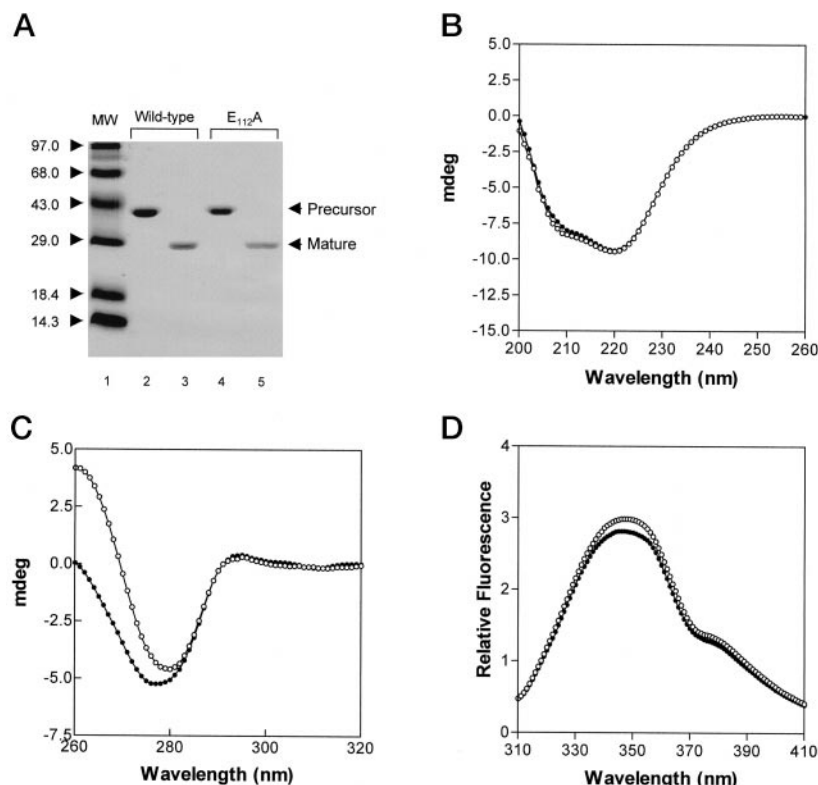 A
MW Wild-type E₁₁₂A
97.0
68.0
43.0
29.0
18.4
14.3
Precursor
Mature
1 2 3 4 5
B
mdeg
5.0
2.5
0.0
-2.5
-5.0
-7.5
-10.0
-12.5
-15.0
200 210 220 230 240 250 260
Wavelength (nm)
C
mdeg
5.0
2.5
0.0
-2.5
-5.0
-7.5
260 280 300 320
Wavelength (nm)
D
Relative Fluorescence
4
3
2
1
0
310 330 350 370 390 410
Wavelength (nm)